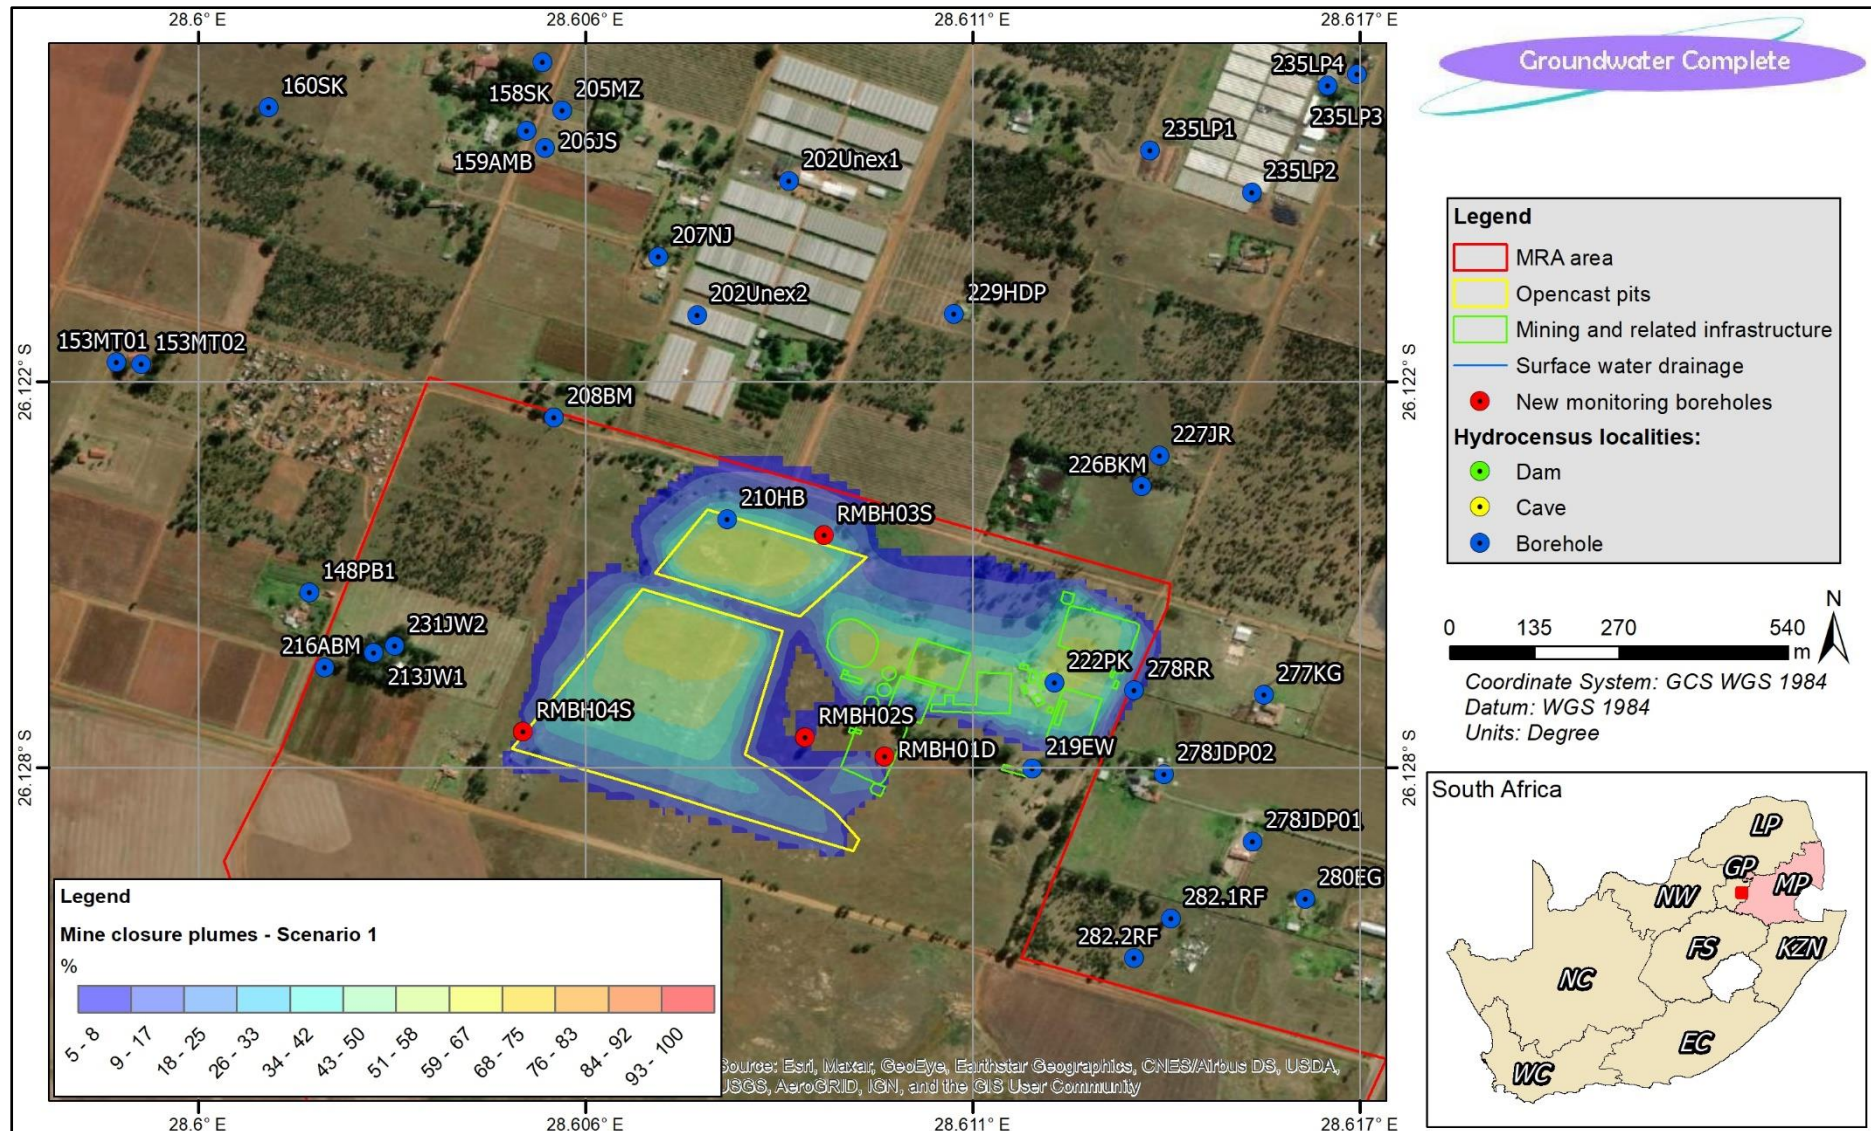 28.6° E
28.606° E
28.611° E
28.617° E
Groundwater Complete
160SK
158SK
205MZ
159AMB
206JS
202Unex1
235LP4
235LP3
235LP1
235LP2
207NJ
202Unex2
229HDP
153MT01
153MT02
26.122° S
26.122° S
208BM
227JR
226BKM
210HB
RMBH03S
148PB1
231JW2
216ABM
213JW1
222PK
278RR
277KG
RMBH04S
RMBH02S
RMBH01D
219EW
278JDP02
26.128° S
26.128° S
278JDP01
280EG
282.1RF
282.2RF
Legend
Mine closure plumes - Scenario 1
%
5 - 8
9 - 17
18 - 25
26 - 33
34 - 42
43 - 50
51 - 58
59 - 67
68 - 75
76 - 83
84 - 92
93 - 100
Source: Esri, Maxar, GeoEye, Earthstar Geographics, CNES/Airbus DS, USDA,
USGS, AeroGRID, IGN, and the GIS User Community
28.6° E
28.606° E
28.611° E
28.617° E
Legend
MRA area
Opencast pits
Mining and related infrastructure
Surface water drainage
New monitoring boreholes
Hydrocensus localities:
Dam
Cave
Borehole
N
0 135 270 540
m
Coordinate System: GCS WGS 1984
Datum: WGS 1984
Units: Degree
South Africa
LP
GP
MP
NW
FS
KZN
NC
EC
WC